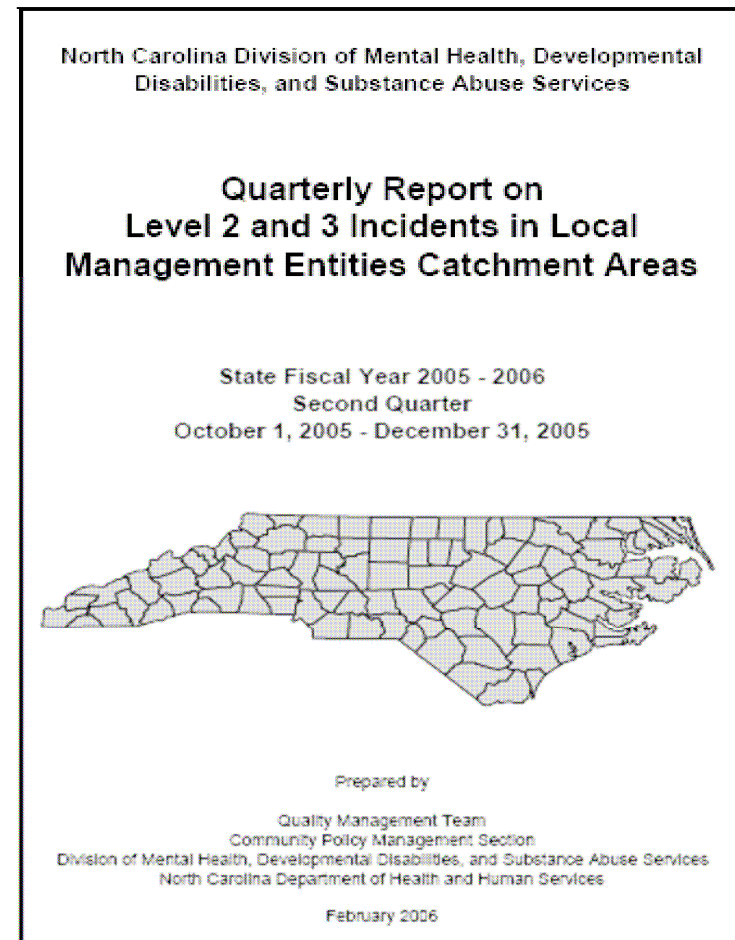 North Carolina Division of Mental Health, Developmental
Disabilities, and Substance Abuse Services
Quarterly Report on
Level 2 and 3 Incidents in Local
Management Entities Catchment Areas
State Fiscal Year 2005 - 2006
Second Quarter
October 1, 2005 - December 31, 2005
Prepared by
Quality Management Team
Community Policy Management Section
Division of Mental Health, Developmental Disabilities, and Substance Abuse Services
North Carolina Department of Health and Human Services
February 2006